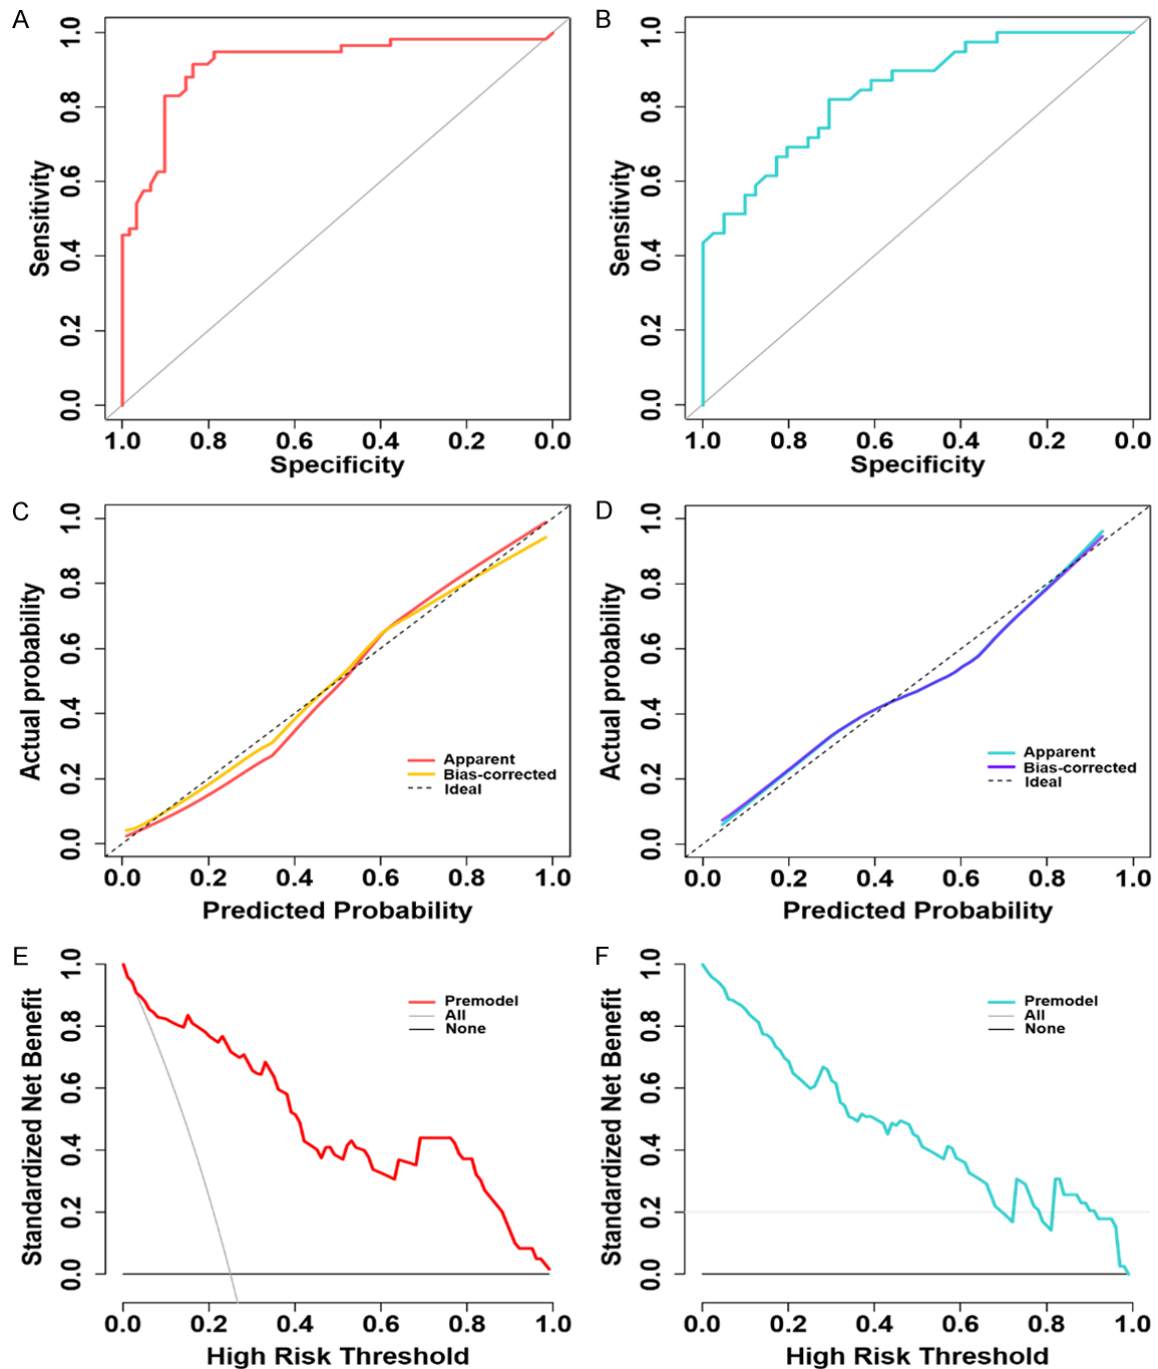 A
1.0
0.8
0.6
0.4
0.2
0.0
Sensitivity
1.0 0.8 0.6 0.4 0.2 0.0
Specificity
B
1.0
0.8
0.6
0.4
0.2
0.0
Sensitivity
1.0 0.8 0.6 0.4 0.2 0.0
Specificity
C
1.0
0.8
0.6
0.4
0.2
0.0
Actual probability
Apparent
Bias-corrected
Ideal
0.0 0.2 0.4 0.6 0.8 1.0
Predicted Probability
D
1.0
0.8
0.6
0.4
0.2
0.0
Actual probability
Apparent
Bias-corrected
Ideal
0.0 0.2 0.4 0.6 0.8 1.0
Predicted Probability
E
1.0
0.8
0.6
0.4
0.2
0.0
Standardized Net Benefit
Premodel
All
None
0.0 0.2 0.4 0.6 0.8 1.0
High Risk Threshold
F
1.0
0.8
0.6
0.4
0.2
0.0
Standardized Net Benefit
Premodel
All
None
0.0 0.2 0.4 0.6 0.8 1.0
High Risk Threshold